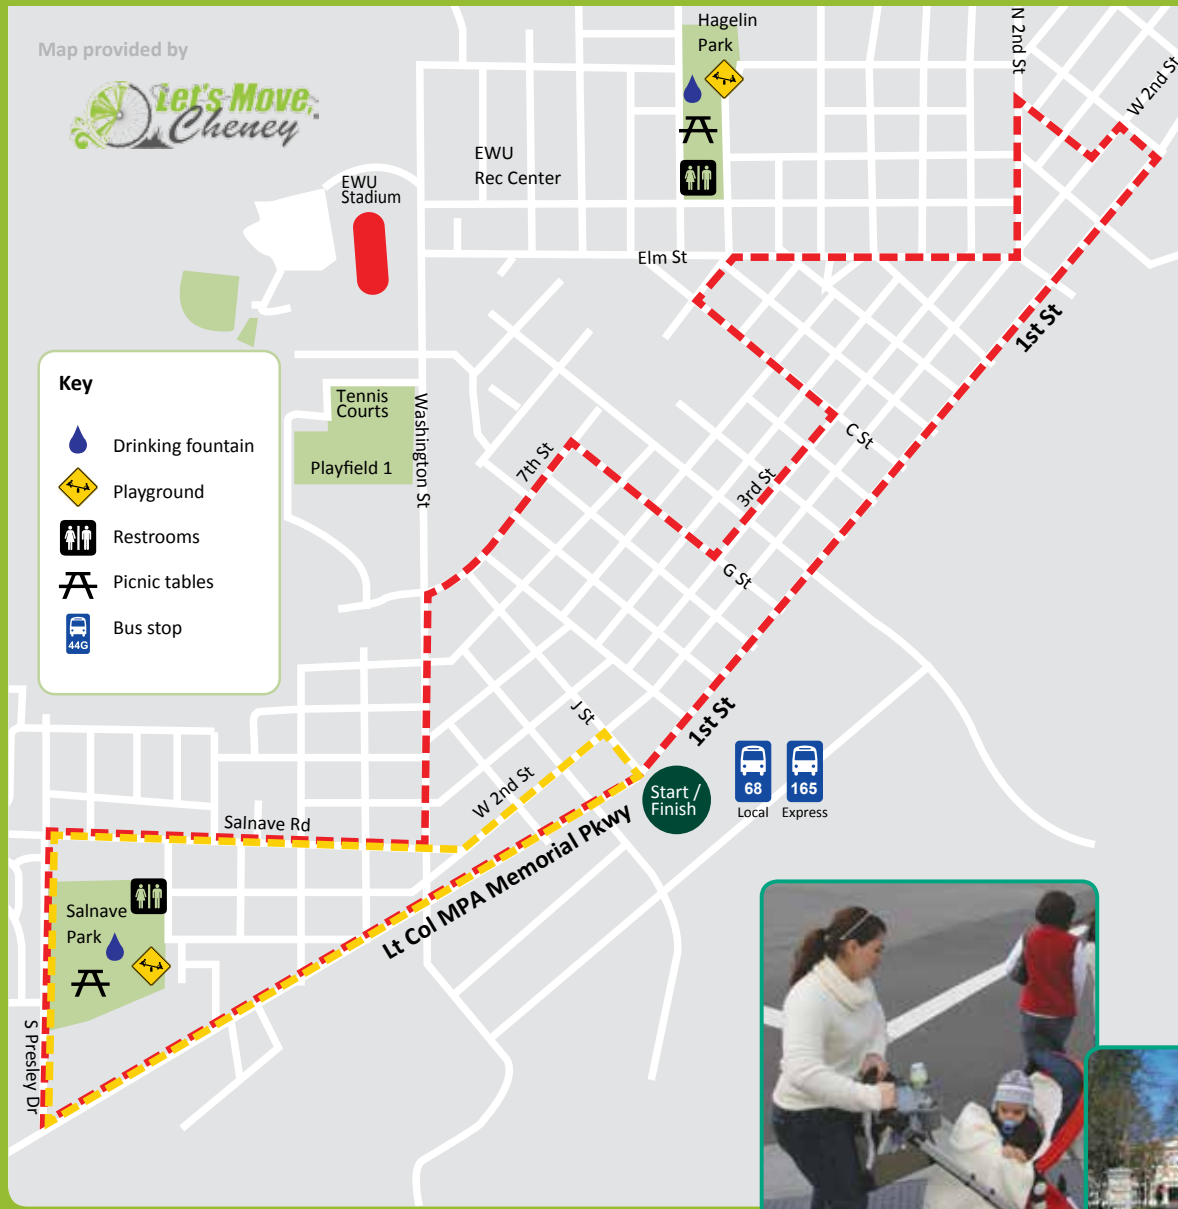 Map provided by
Let's Move,
Cheney
Hagelin
Park
N 2nd St
W 2nd St
EWU
Rec Center
EWU
Stadium
Elm St
1st St
Key
Drinking fountain
Playground
Restrooms
Picnic tables
44G
Bus stop
Tennis
Courts
Playfield 1
Washington St
7th St
3rd St
C St
G St
J St
1st St
W 2nd St
Start /
Finish
68
Local
165
Express
Salnave Rd
Lt Col MPA Memorial Pkwy
Salnave
Park
S Presley Dr